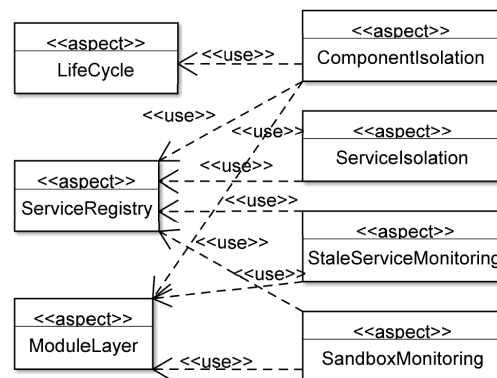 <<aspect>>
LifeCycle
<<use>>
<<aspect>>
ComponentIsolation
<<use>>
<<use>>
<<aspect>>
ServiceRegistry
<<use>>
<<aspect>>
ServiceIsolation
<<use>>
<<use>>
<<aspect>>
StaleServiceMonitoring
<<use>>
<<aspect>>
ModuleLayer
<<use>>
<<aspect>>
SandboxMonitoring